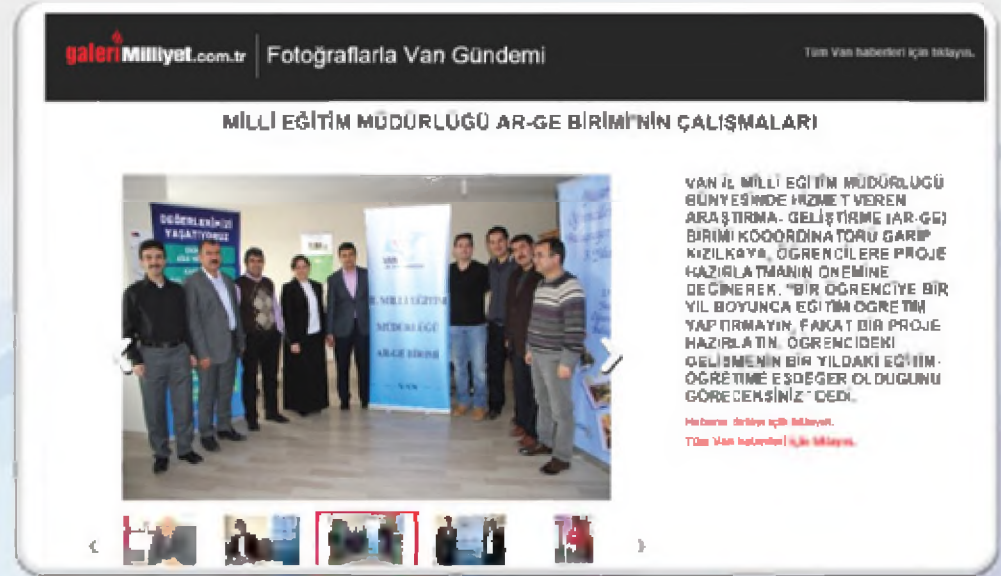 galeri Milliyet.com.tr Fotoğraflarla Van Gündemi
Tüm Van haberleri için tıklayın.
MİLLİ EĞİTİM MÜDÜRLÜĞÜ AR-GE BİRİMİ'NİN ÇALIŞMALARI
DEĞERLERİMİZİ
YAŞATIYORUZ
VAN
İL MİLLİ EĞİTİM
MÜDÜRLÜĞÜ
AR-GE BİRİMİ
VAN
VAN İL MİLLİ EĞİTİM MÜDÜRLÜĞÜ
BÜNYESİNDE HİZMET VEREN
ARAŞTIRMA- GELİŞTİRME (AR-GE)
BİRİMİ KOOORDİNATÖRÜ GARİP
KIZILKAYA, ÖĞRENCİLERE PROJE
HAZIRLATMANIN ÖNEMİNE
DEĞİNEREK, "BİR ÖĞRENCİYE BİR
YIL BOYUNCA EĞİTİM ÖĞRETİM
YAPTIRMAYIN, FAKAT BİR PROJE
HAZIRLATIN. ÖĞRENCİDEKİ
GELİŞMENİN BİR YILDAKİ EĞİTİM-
ÖĞRETİME EŞDEĞER OLDUĞUNU
GÖRECEKSİNİZ" DEDİ.
Haberin detayı için tıklayın.
Tüm Van haberleri için tıklayın.